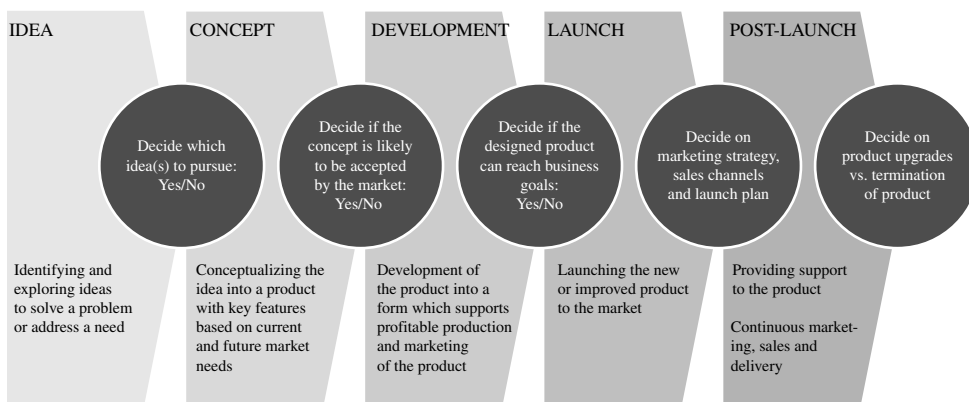 IDEA
CONCEPT
DEVELOPMENT
LAUNCH
POST-LAUNCH
Decide which
idea(s) to pursue:
Yes/No
Decide if the
concept is likely
to be accepted
by the market:
Yes/No
Decide if the
designed product
can reach business
goals:
Yes/No
Decide on
marketing strategy,
sales channels
and launch plan
Decide on
product upgrades
vs. termination
of product
Identifying and
exploring ideas
to solve a problem
or address a need
Conceptualizing the
idea into a product
with key features
based on current
and future market
needs
Development of
the product into a
form which supports
profitable production
and marketing
of the product
Launching the new
or improved product
to the market
Providing support
to the product
Continuous market-
ing, sales and
delivery